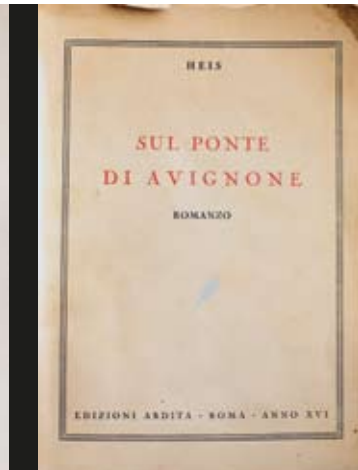 HEIS
SUL PONTE
DI AVIGNONE
ROMANZO
EDIZIONI ARDITA - ROMA - ANNO XVI